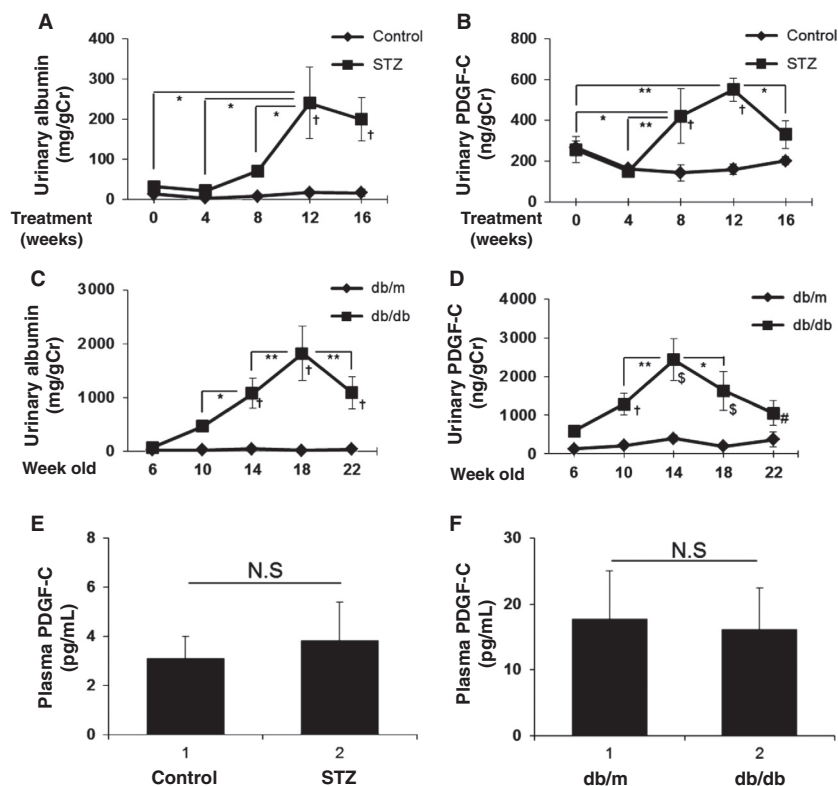 A
Urinary albumin
(mg/gCr)
400
300
200
100
0
Control
STZ
*
*
*
†
†
0 4 8 12 16
Treatment
(weeks)
B
Urinary PDGF-C
(ng/gCr)
800
600
400
200
0
Control
STZ
**
*
*
**
†
†
0 4 8 12 16
Treatment
(weeks)
C
Urinary albumin
(mg/gCr)
3000
2000
1000
0
db/m
db/db
**
**
*
†
†
†
6 10 14 18 22
Week old
D
Urinary PDGF-C
(ng/gCr)
4000
3000
2000
1000
0
db/m
db/db
**
*
†
$
$
#
6 10 14 18 22
Week old
E
Plasma PDGF-C
(pg/mL)
8
6
4
2
0
N.S
1 2
Control STZ
F
Plasma PDGF-C
(pg/mL)
30
20
10
0
N.S
1 2
db/m db/db